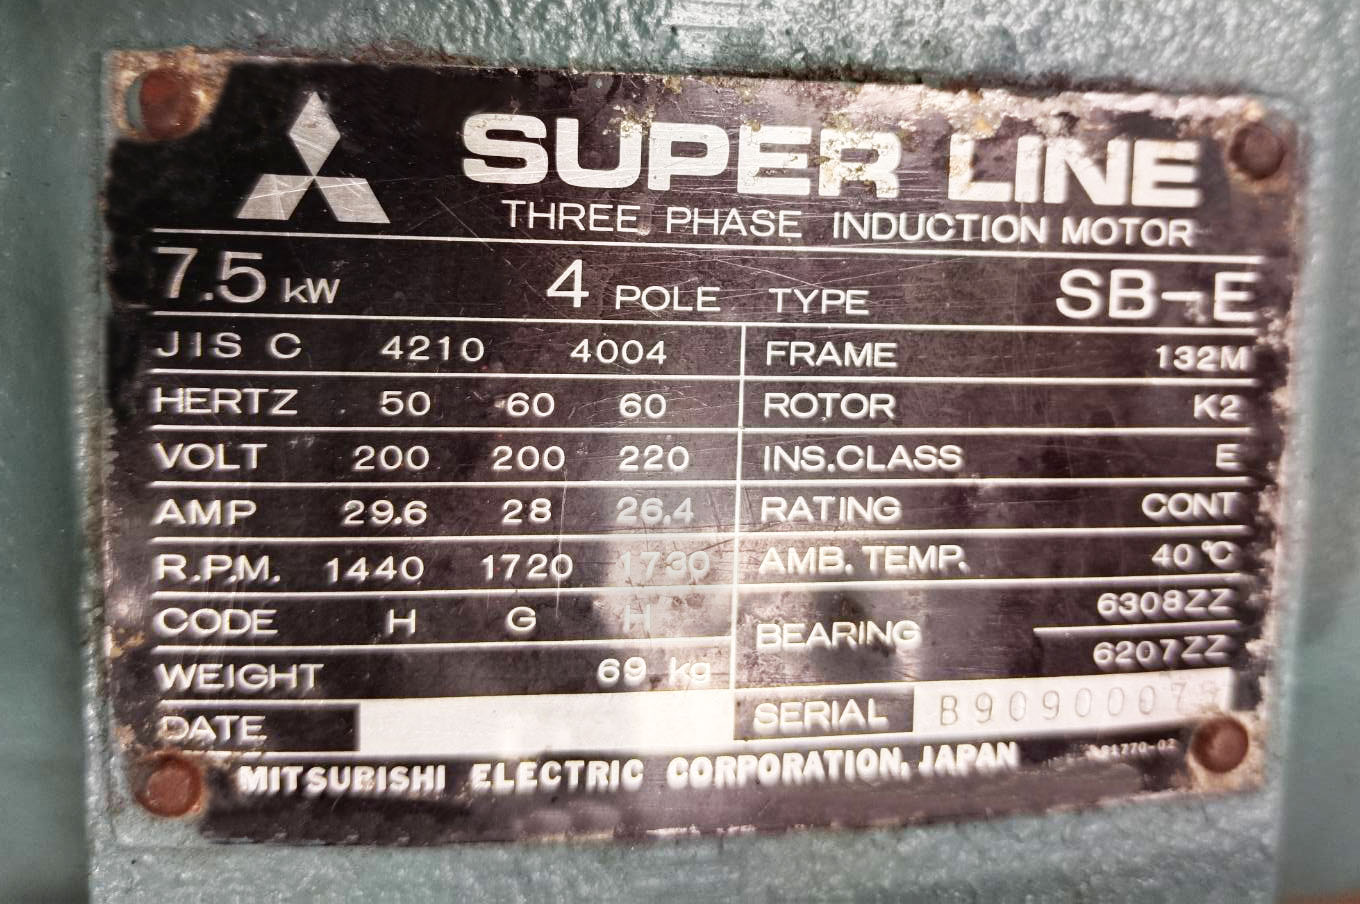 SUPER LINE
THREE PHASE INDUCTION MOTOR
7.5 kW 4 POLE TYPE SB-E
JIS C 4210 4004 FRAME 132M
HERTZ 50 60 60 ROTOR K2
VOLT 200 200 220 INS.CLASS E
AMP 29.6 28 26.4 RATING CONT
R.P.M. 1440 1720 1730 AMB. TEMP. 40℃
CODE H G H BEARING 6308ZZ
6207ZZ
WEIGHT 69 kg
DATE SERIAL
MITSUBISHI ELECTRIC CORPORATION, JAPAN